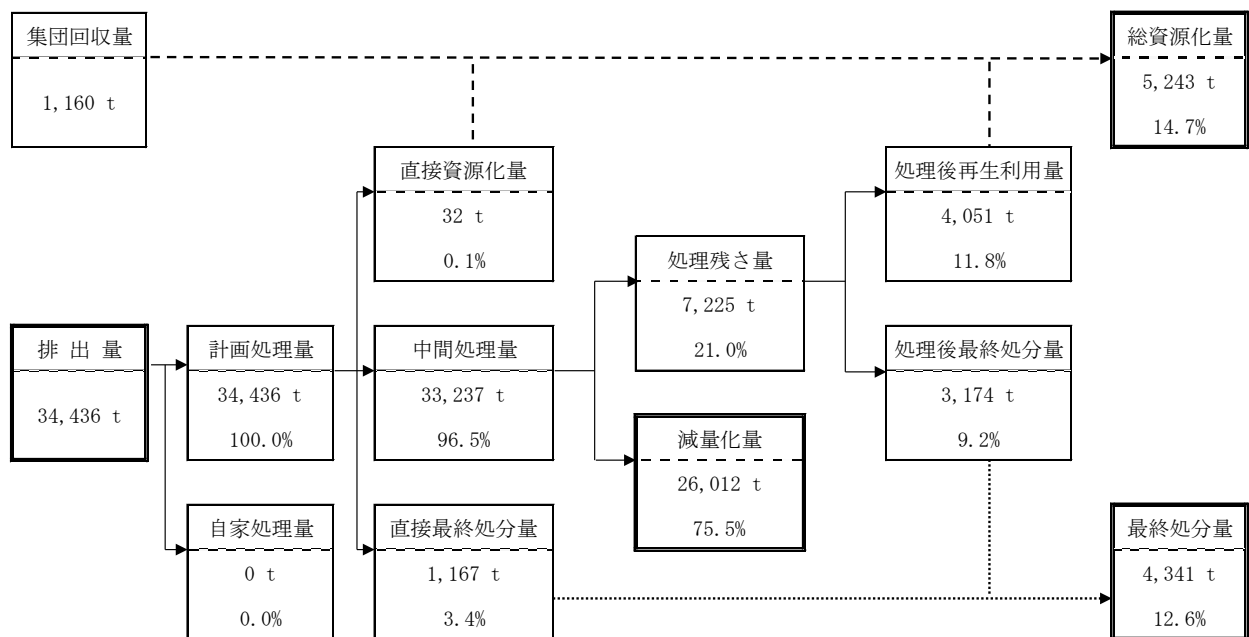 集団回収量
1,160 t
総資源化量
5,243 t
14.7%
直接資源化量
32 t
0.1%
処理後再生利用量
4,051 t
11.8%
処理残さ量
7,225 t
21.0%
排 出 量
34,436 t
計画処理量
34,436 t
100.0%
中間処理量
33,237 t
96.5%
処理後最終処分量
3,174 t
9.2%
減量化量
26,012 t
75.5%
自家処理量
0 t
0.0%
直接最終処分量
1,167 t
3.4%
最終処分量
4,341 t
12.6%